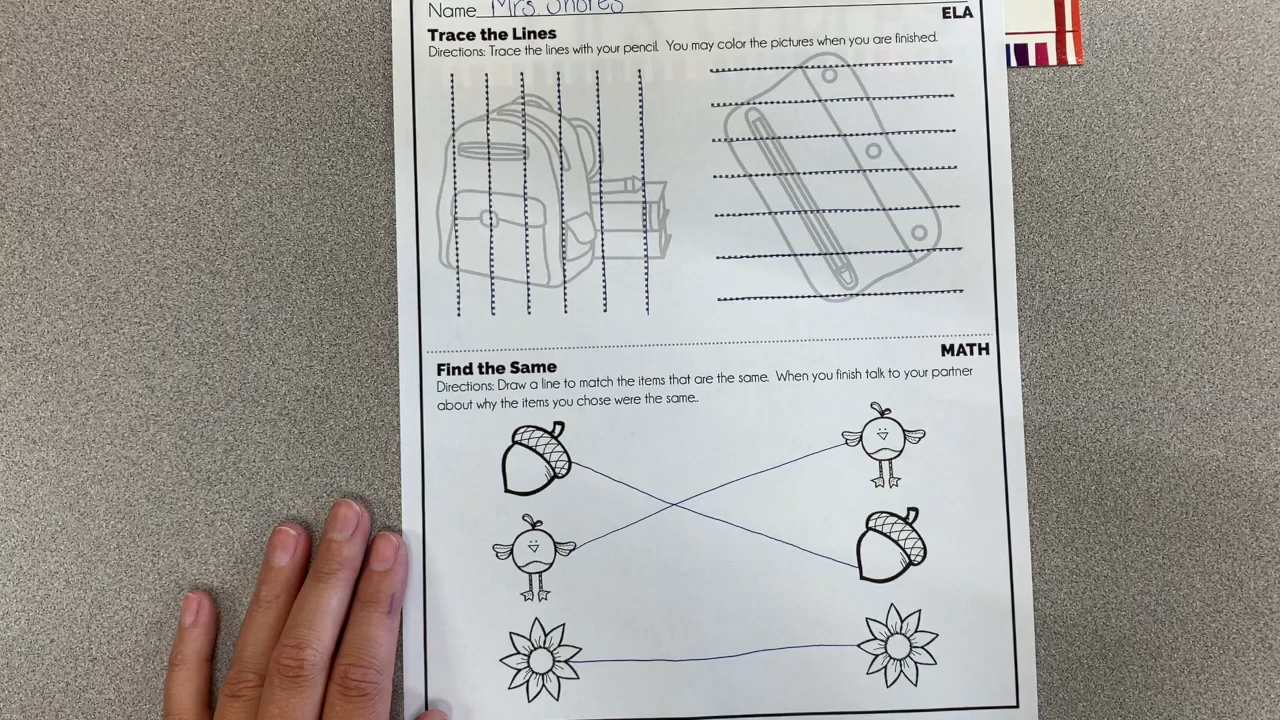 Name Mrs. Shores
ELA
Trace the Lines
Directions: Trace the lines with your pencil. You may color the pictures when you are finished.
MATH
Find the Same
Directions: Draw a line to match the items that are the same. When you finish talk to your partner
about why the items you chose were the same..